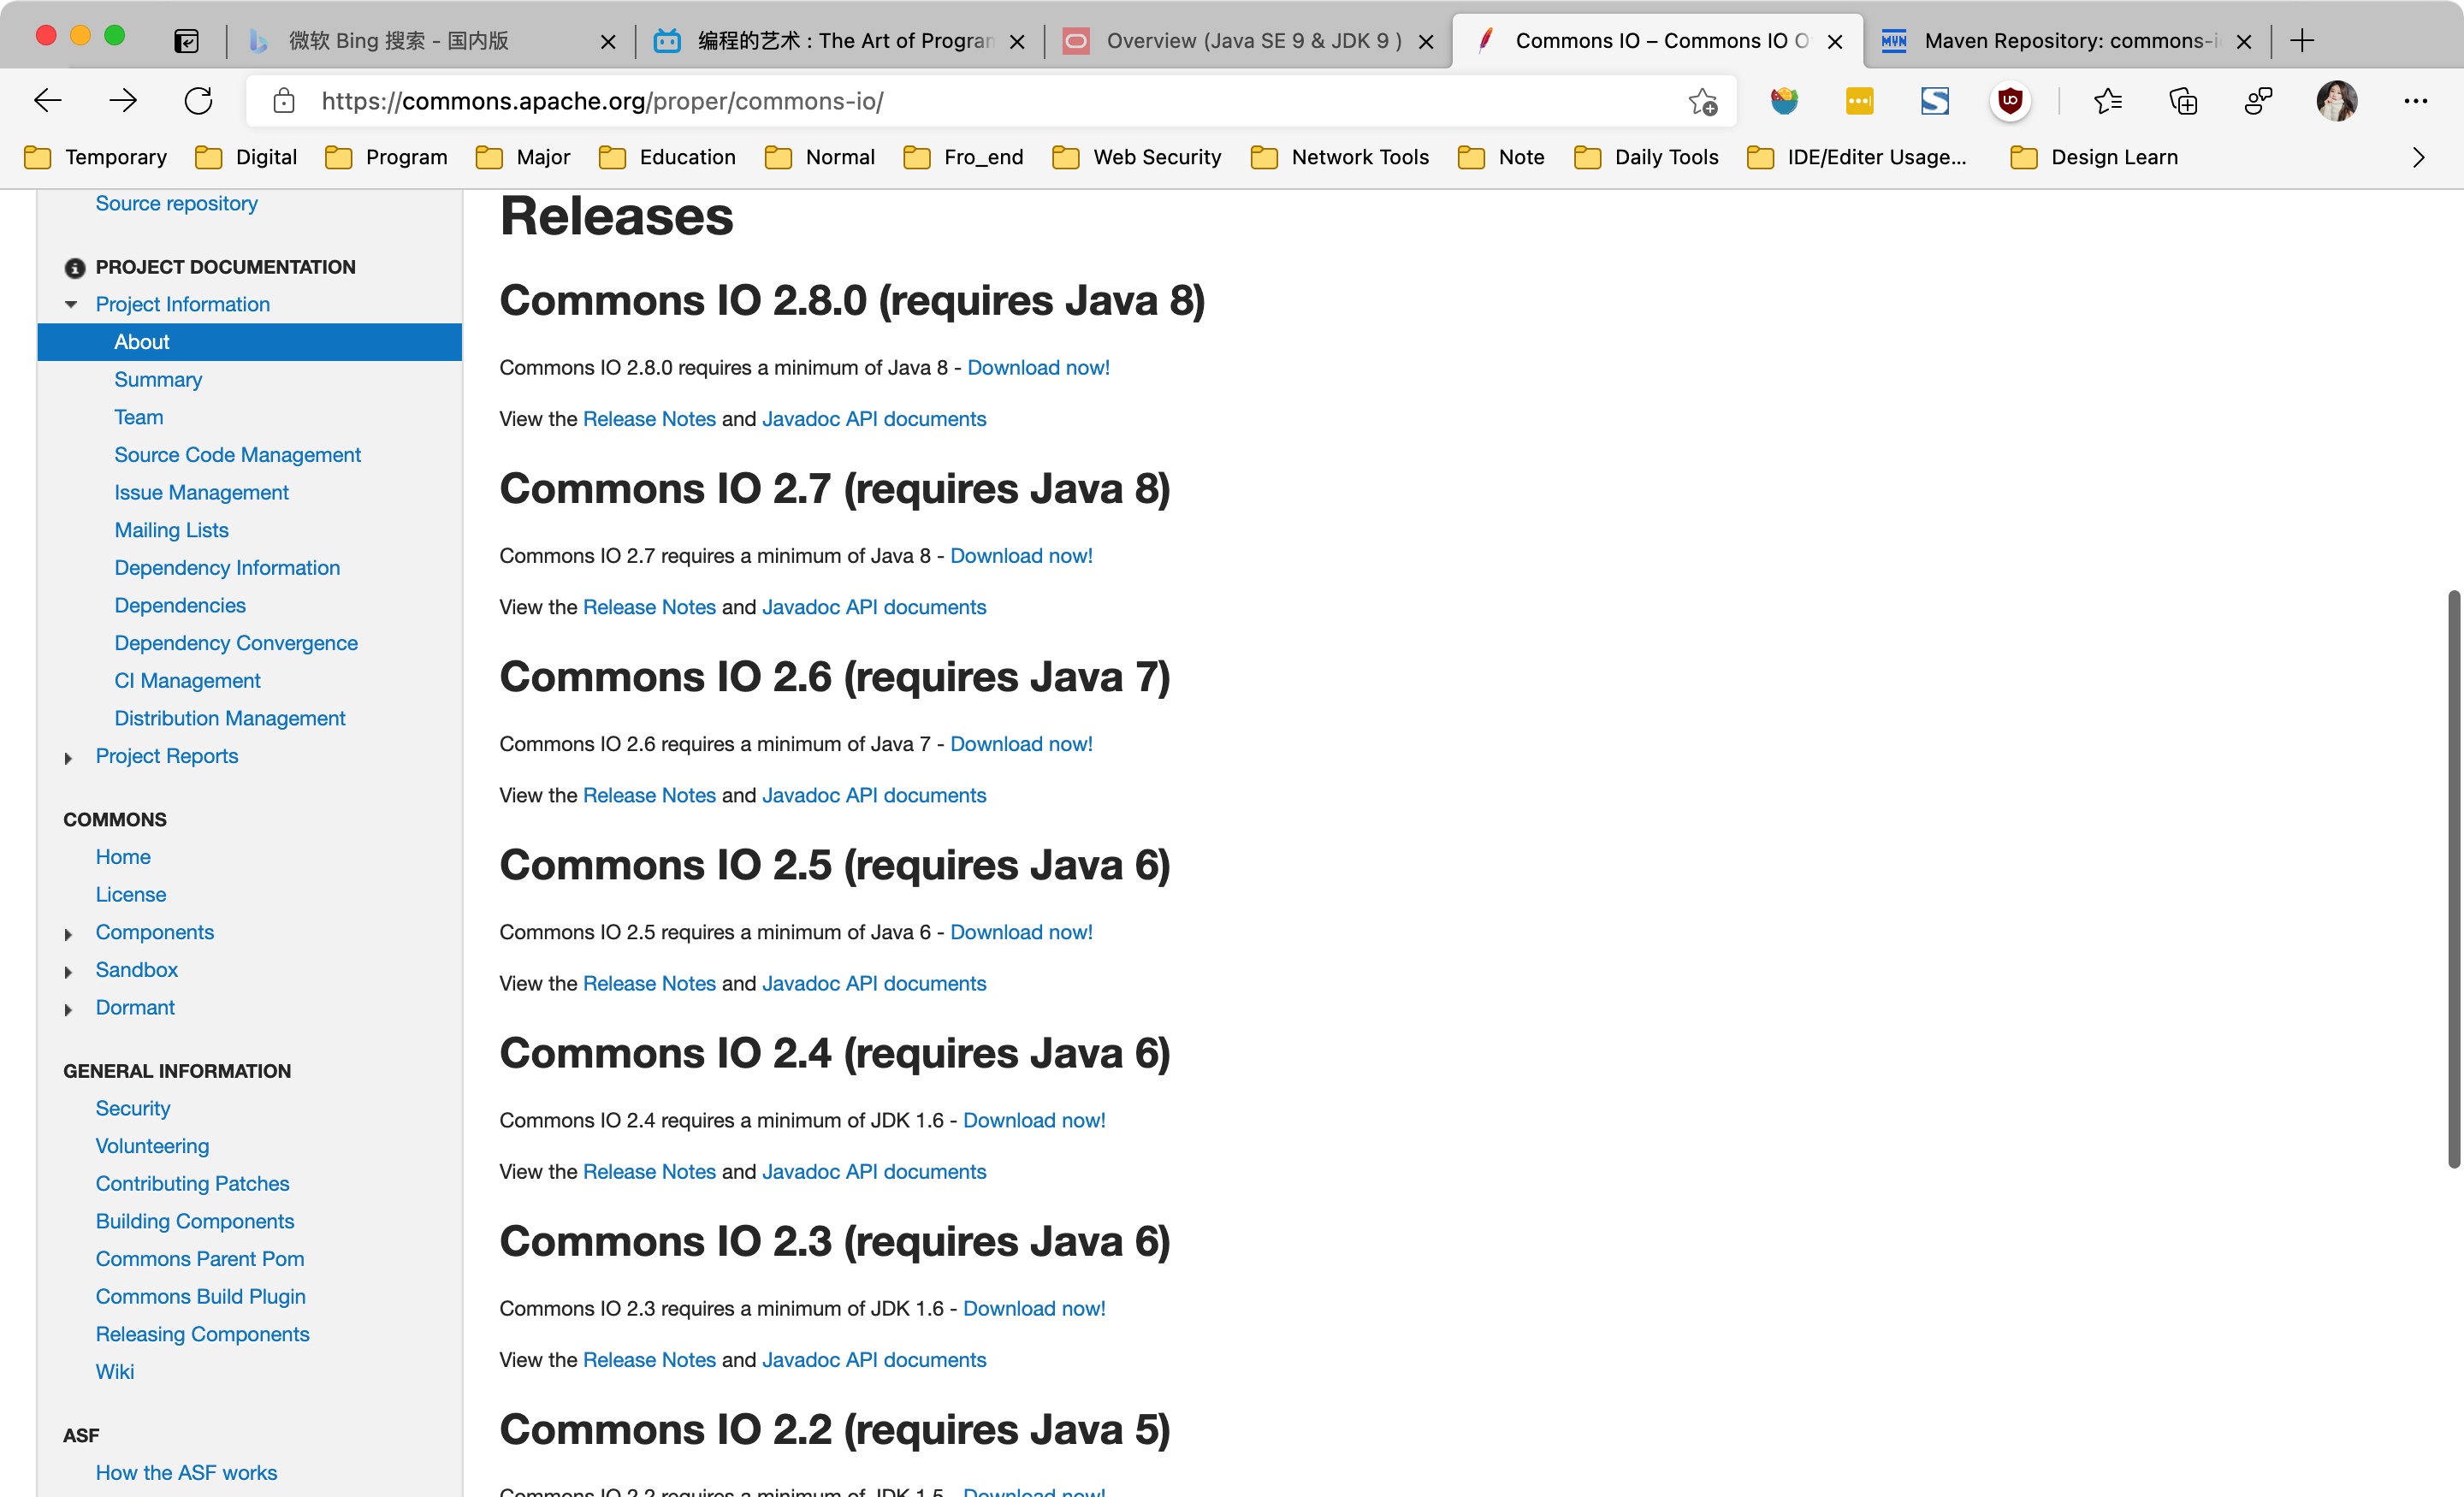 微软 Bing 搜索 - 国内版
编程的艺术 : The Art of Program
Overview (Java SE 9 & JDK 9 )
Commons IO – Commons IO O
Maven Repository: commons-i
https://commons.apache.org/proper/commons-io/
Temporary
Digital
Program
Major
Education
Normal
Fro_end
Web Security
Network Tools
Note
Daily Tools
IDE/Editer Usage...
Design Learn
Source repository
PROJECT DOCUMENTATION
Project Information
About
Summary
Team
Source Code Management
Issue Management
Mailing Lists
Dependency Information
Dependencies
Dependency Convergence
CI Management
Distribution Management
Project Reports
COMMONS
Home
License
Components
Sandbox
Dormant
GENERAL INFORMATION
Security
Volunteering
Contributing Patches
Building Components
Commons Parent Pom
Commons Build Plugin
Releasing Components
Wiki
ASF
How the ASF works
Releases
Commons IO 2.8.0 (requires Java 8)
Commons IO 2.8.0 requires a minimum of Java 8 - Download now!
View the Release Notes and Javadoc API documents
Commons IO 2.7 (requires Java 8)
Commons IO 2.7 requires a minimum of Java 8 - Download now!
View the Release Notes and Javadoc API documents
Commons IO 2.6 (requires Java 7)
Commons IO 2.6 requires a minimum of Java 7 - Download now!
View the Release Notes and Javadoc API documents
Commons IO 2.5 (requires Java 6)
Commons IO 2.5 requires a minimum of Java 6 - Download now!
View the Release Notes and Javadoc API documents
Commons IO 2.4 (requires Java 6)
Commons IO 2.4 requires a minimum of JDK 1.6 - Download now!
View the Release Notes and Javadoc API documents
Commons IO 2.3 (requires Java 6)
Commons IO 2.3 requires a minimum of JDK 1.6 - Download now!
View the Release Notes and Javadoc API documents
Commons IO 2.2 (requires Java 5)
Commons IO 2.2 requires a minimum of JDK 1.5 - Download now!